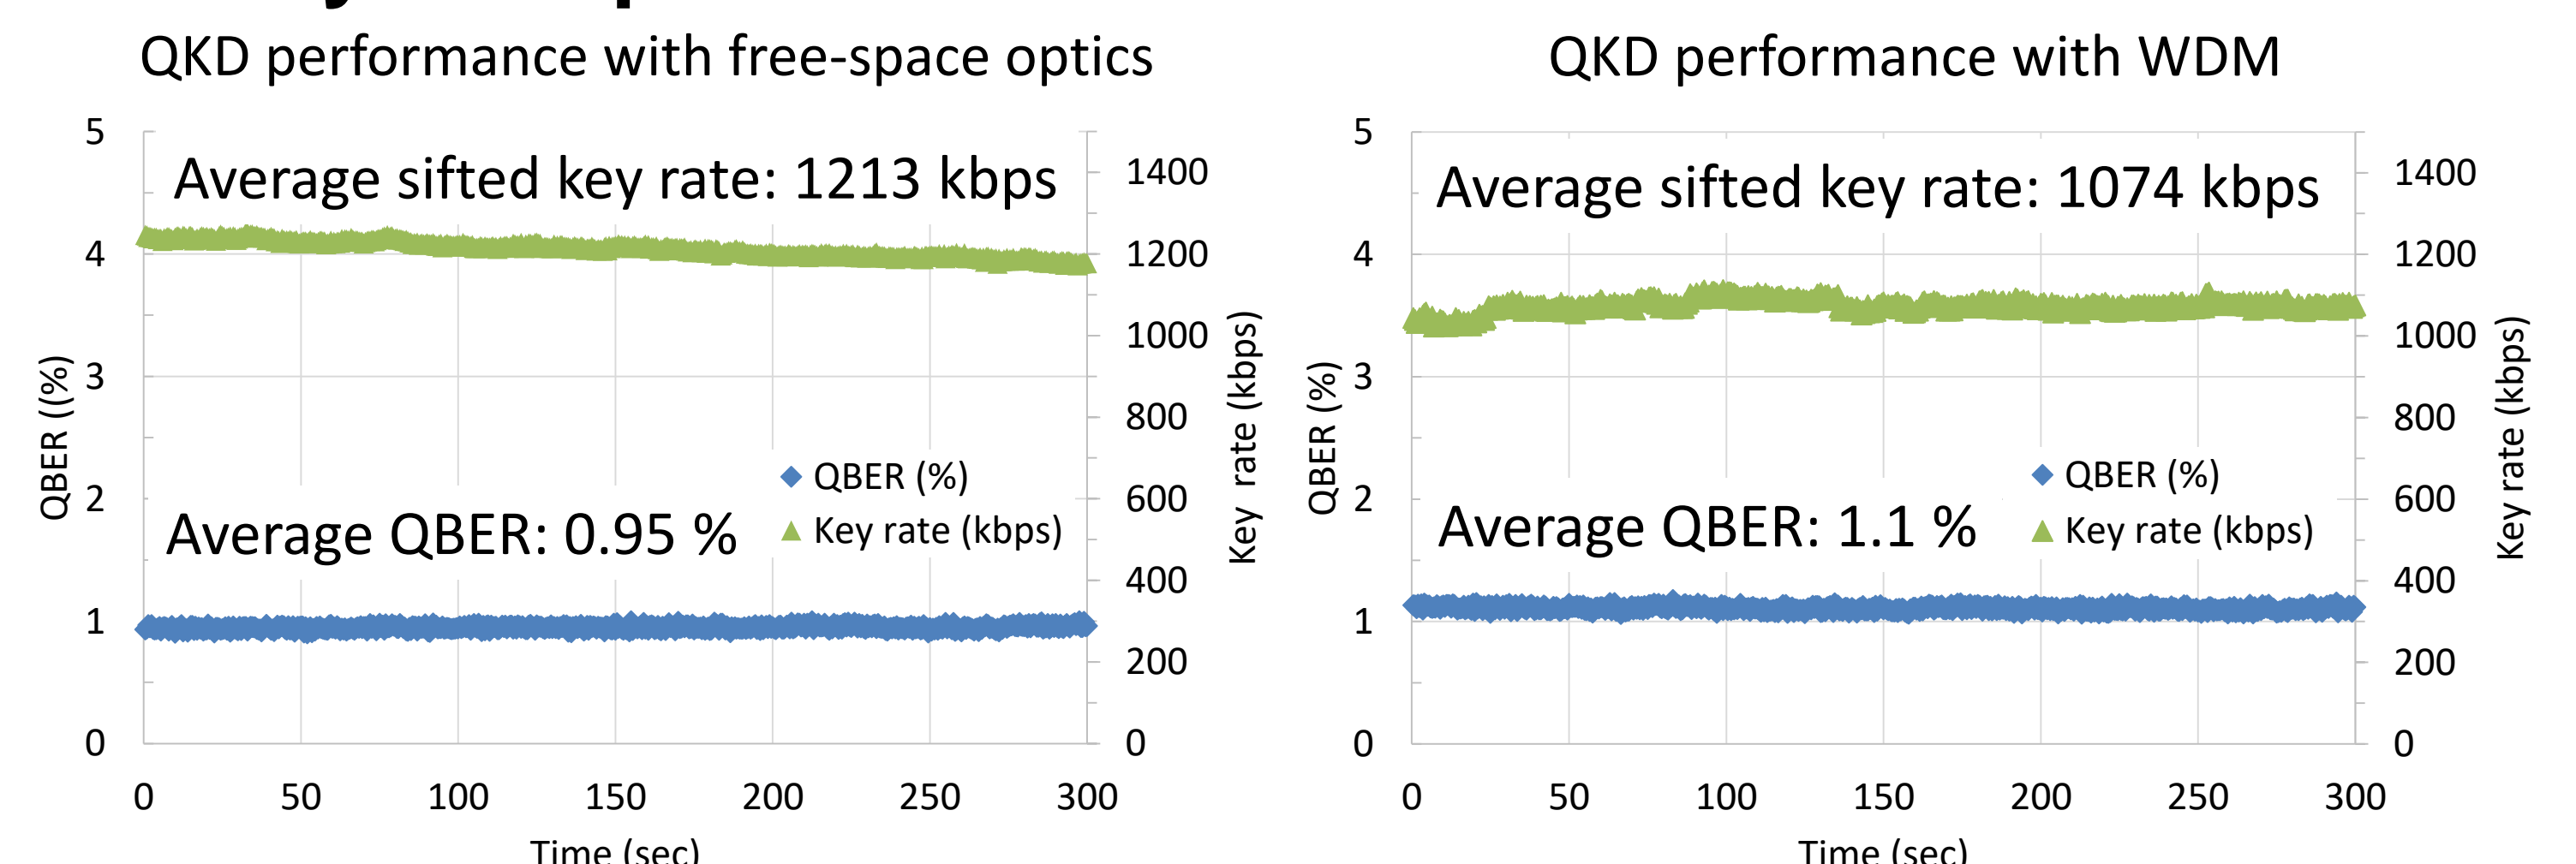 QKD performance with free-space optics
5
4
3
2
1
0
QBER ((%)
Average sifted key rate: 1213 kbps
QBER (%)
Key rate (kbps)
Average QBER: 0.95 %
1400
1200
1000
800
600
400
200
0
Key rate (kbps)
0 50 100 150 200 250 300
Time (sec)
QKD performance with WDM
5
4
3
2
1
0
QBER (%)
Average sifted key rate: 1074 kbps
QBER (%)
Key rate (kbps)
Average QBER: 1.1 %
1400
1200
1000
800
600
400
200
0
Key rate (kbps)
0 50 100 150 200 250 300
Time (sec)